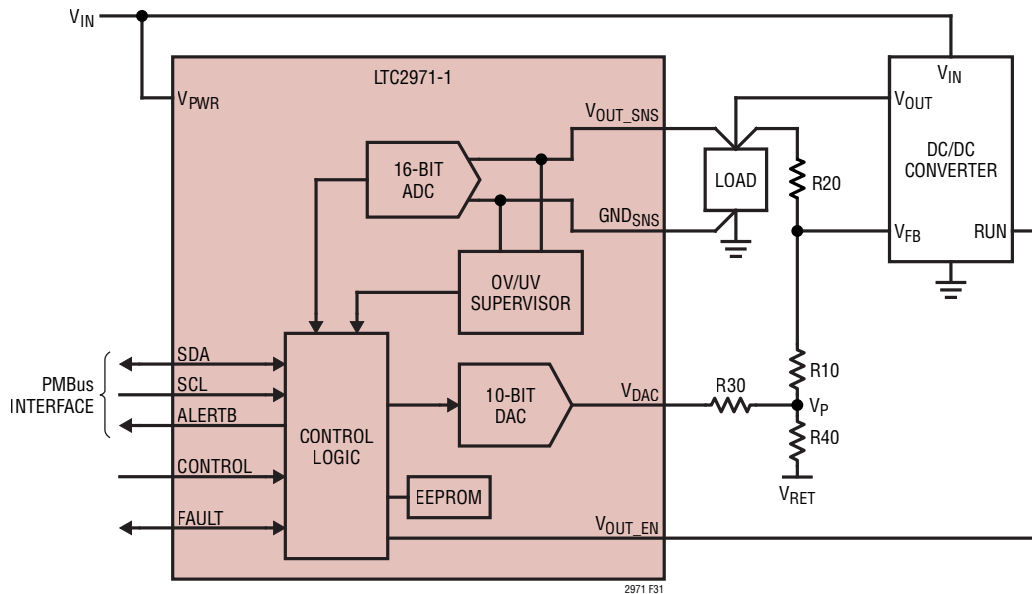 VIN
LTC2971-1
VPWR
VOUT_SNS
16-BIT
ADC
GNDSNS
OV/UV
SUPERVISOR
LOAD
R20
VIN
VOUT
DC/DC
CONVERTER
VFB
RUN
PMBus
INTERFACE
SDA
SCL
ALERTB
CONTROL
FAULT
CONTROL
LOGIC
10-BIT
DAC
EEPROM
VDAC
R30
R10
VP
R40
VRET
VOUT_EN
2971 F31